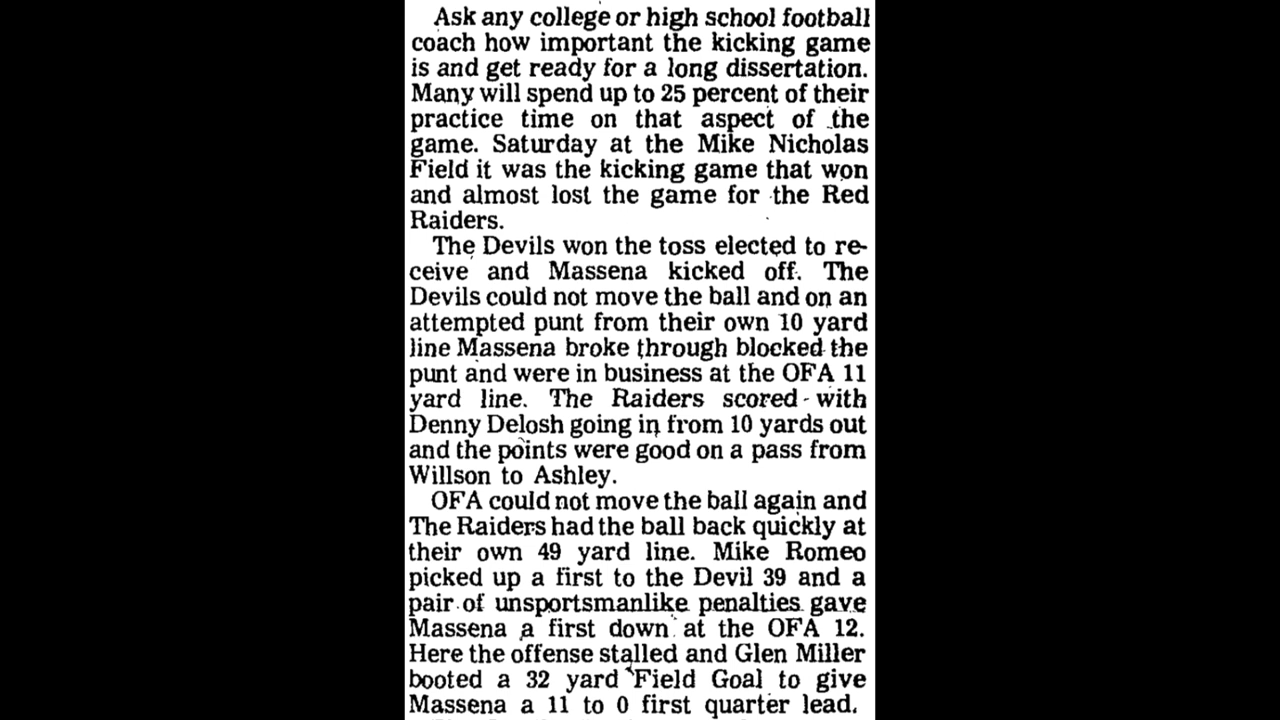 Ask any college or high school football
coach how important the kicking game
is and get ready for a long dissertation.
Many will spend up to 25 percent of their
practice time on that aspect of the
game. Saturday at the Mike Nicholas
Field it was the kicking game that won
and almost lost the game for the Red
Raiders.
The Devils won the toss elected to re-
ceive and Massena kicked off. The
Devils could not move the ball and on an
attempted punt from their own 10 yard
line Massena broke through blocked the
punt and were in business at the OFA 11
yard line. The Raiders scored with
Denny Delosh going in from 10 yards out
and the points were good on a pass from
Willson to Ashley.
OFA could not move the ball again and
The Raiders had the ball back quickly at
their own 49 yard line. Mike Romeo
picked up a first to the Devil 39 and a
pair of unsportsmanlike penalties gave
Massena a first down at the OFA 12.
Here the offense stalled and Glen Miller
booted a 32 yard Field Goal to give
Massena a 11 to 0 first quarter lead.